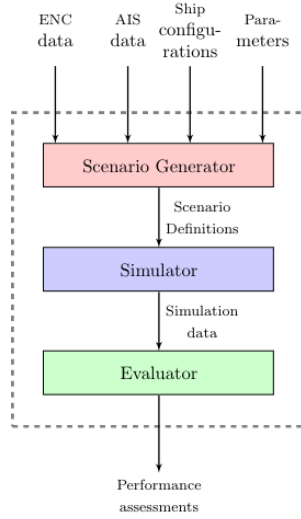 ENC
data
AIS
data
Ship
configu-
rations
Para-
meters
Scenario Generator
Scenario
Definitions
Simulator
Simulation
data
Evaluator
Performance
assessments